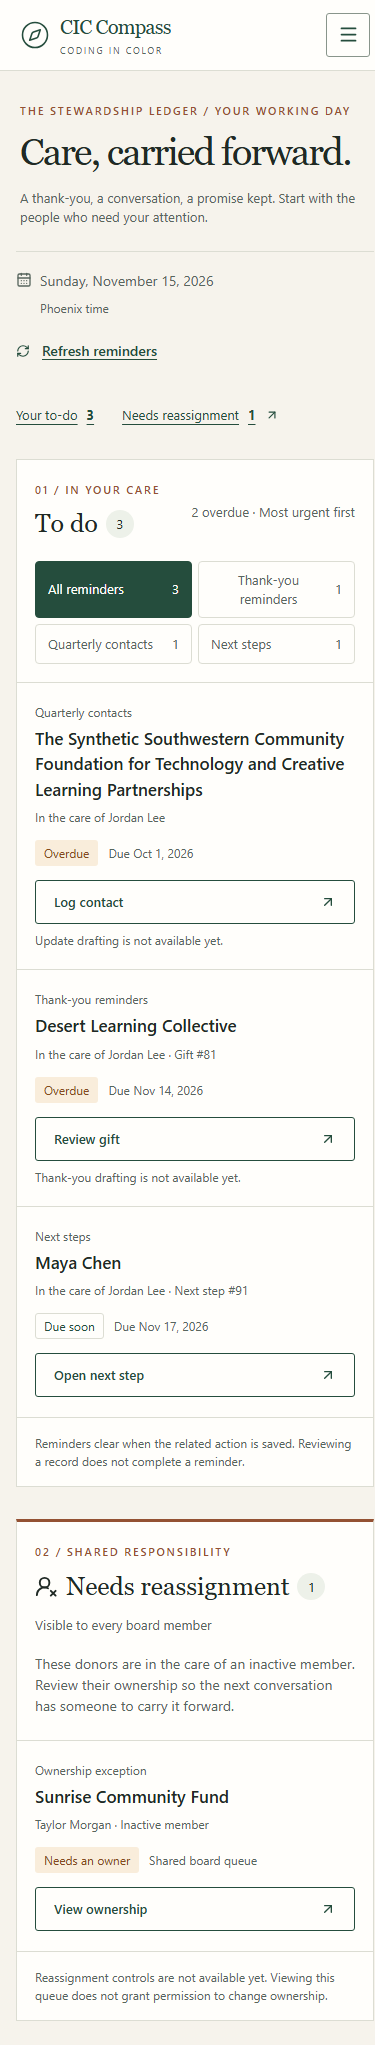 CIC Compass
CODING IN COLOR
THE STEWARDSHIP LEDGER / YOUR WORKING DAY
Care, carried forward.
A thank-you, a conversation, a promise kept. Start with the
people who need your attention.
Sunday, November 15, 2026
Phoenix time
Refresh reminders
Your to-do 3 Needs reassignment 1
01 / IN YOUR CARE
To do 3
2 overdue · Most urgent first
All reminders 3
Thank-you
reminders 1
Quarterly contacts 1
Next steps 1
Quarterly contacts
The Synthetic Southwestern Community
Foundation for Technology and Creative
Learning Partnerships
In the care of Jordan Lee
Overdue Due Oct 1, 2026
Log contact
Update drafting is not available yet.
Thank-you reminders
Desert Learning Collective
In the care of Jordan Lee · Gift #81
Overdue Due Nov 14, 2026
Review gift
Thank-you drafting is not available yet.
Next steps
Maya Chen
In the care of Jordan Lee · Next step #91
Due soon Due Nov 17, 2026
Open next step
Reminders clear when the related action is saved. Reviewing
a record does not complete a reminder.
02 / SHARED RESPONSIBILITY
Needs reassignment 1
Visible to every board member
These donors are in the care of an inactive member.
Review their ownership so the next conversation
has someone to carry it forward.
Ownership exception
Sunrise Community Fund
Taylor Morgan · Inactive member
Needs an owner Shared board queue
View ownership
Reassignment controls are not available yet. Viewing this
queue does not grant permission to change ownership.